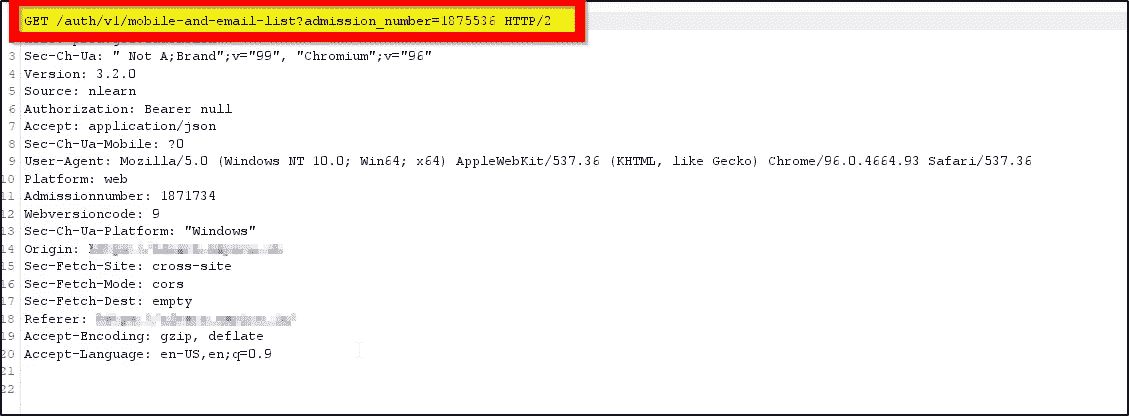 GET /auth/v1/mobile-and-email-list?admission_number=1875536 HTTP/2
3 Sec-Ch-Ua: " Not A;Brand";v="99", "Chromium";v="96"
4 Version: 3.2.0
5 Source: nlearn
6 Authorization: Bearer null
7 Accept: application/json
8 Sec-Ch-Ua-Mobile: ?0
9 User-Agent: Mozilla/5.0 (Windows NT 10.0; Win64; x64) AppleWebKit/537.36 (KHTML, like Gecko) Chrome/96.0.4664.93 Safari/537.36
10 Platform: web
11 Admissionnumber: 1871734
12 Webversioncode: 9
13 Sec-Ch-Ua-Platform: "Windows"
14 Origin:
15 Sec-Fetch-Site: cross-site
16 Sec-Fetch-Mode: cors
17 Sec-Fetch-Dest: empty
18 Referer:
19 Accept-Encoding: gzip, deflate
20 Accept-Language: en-US,en;q=0.9
21
22